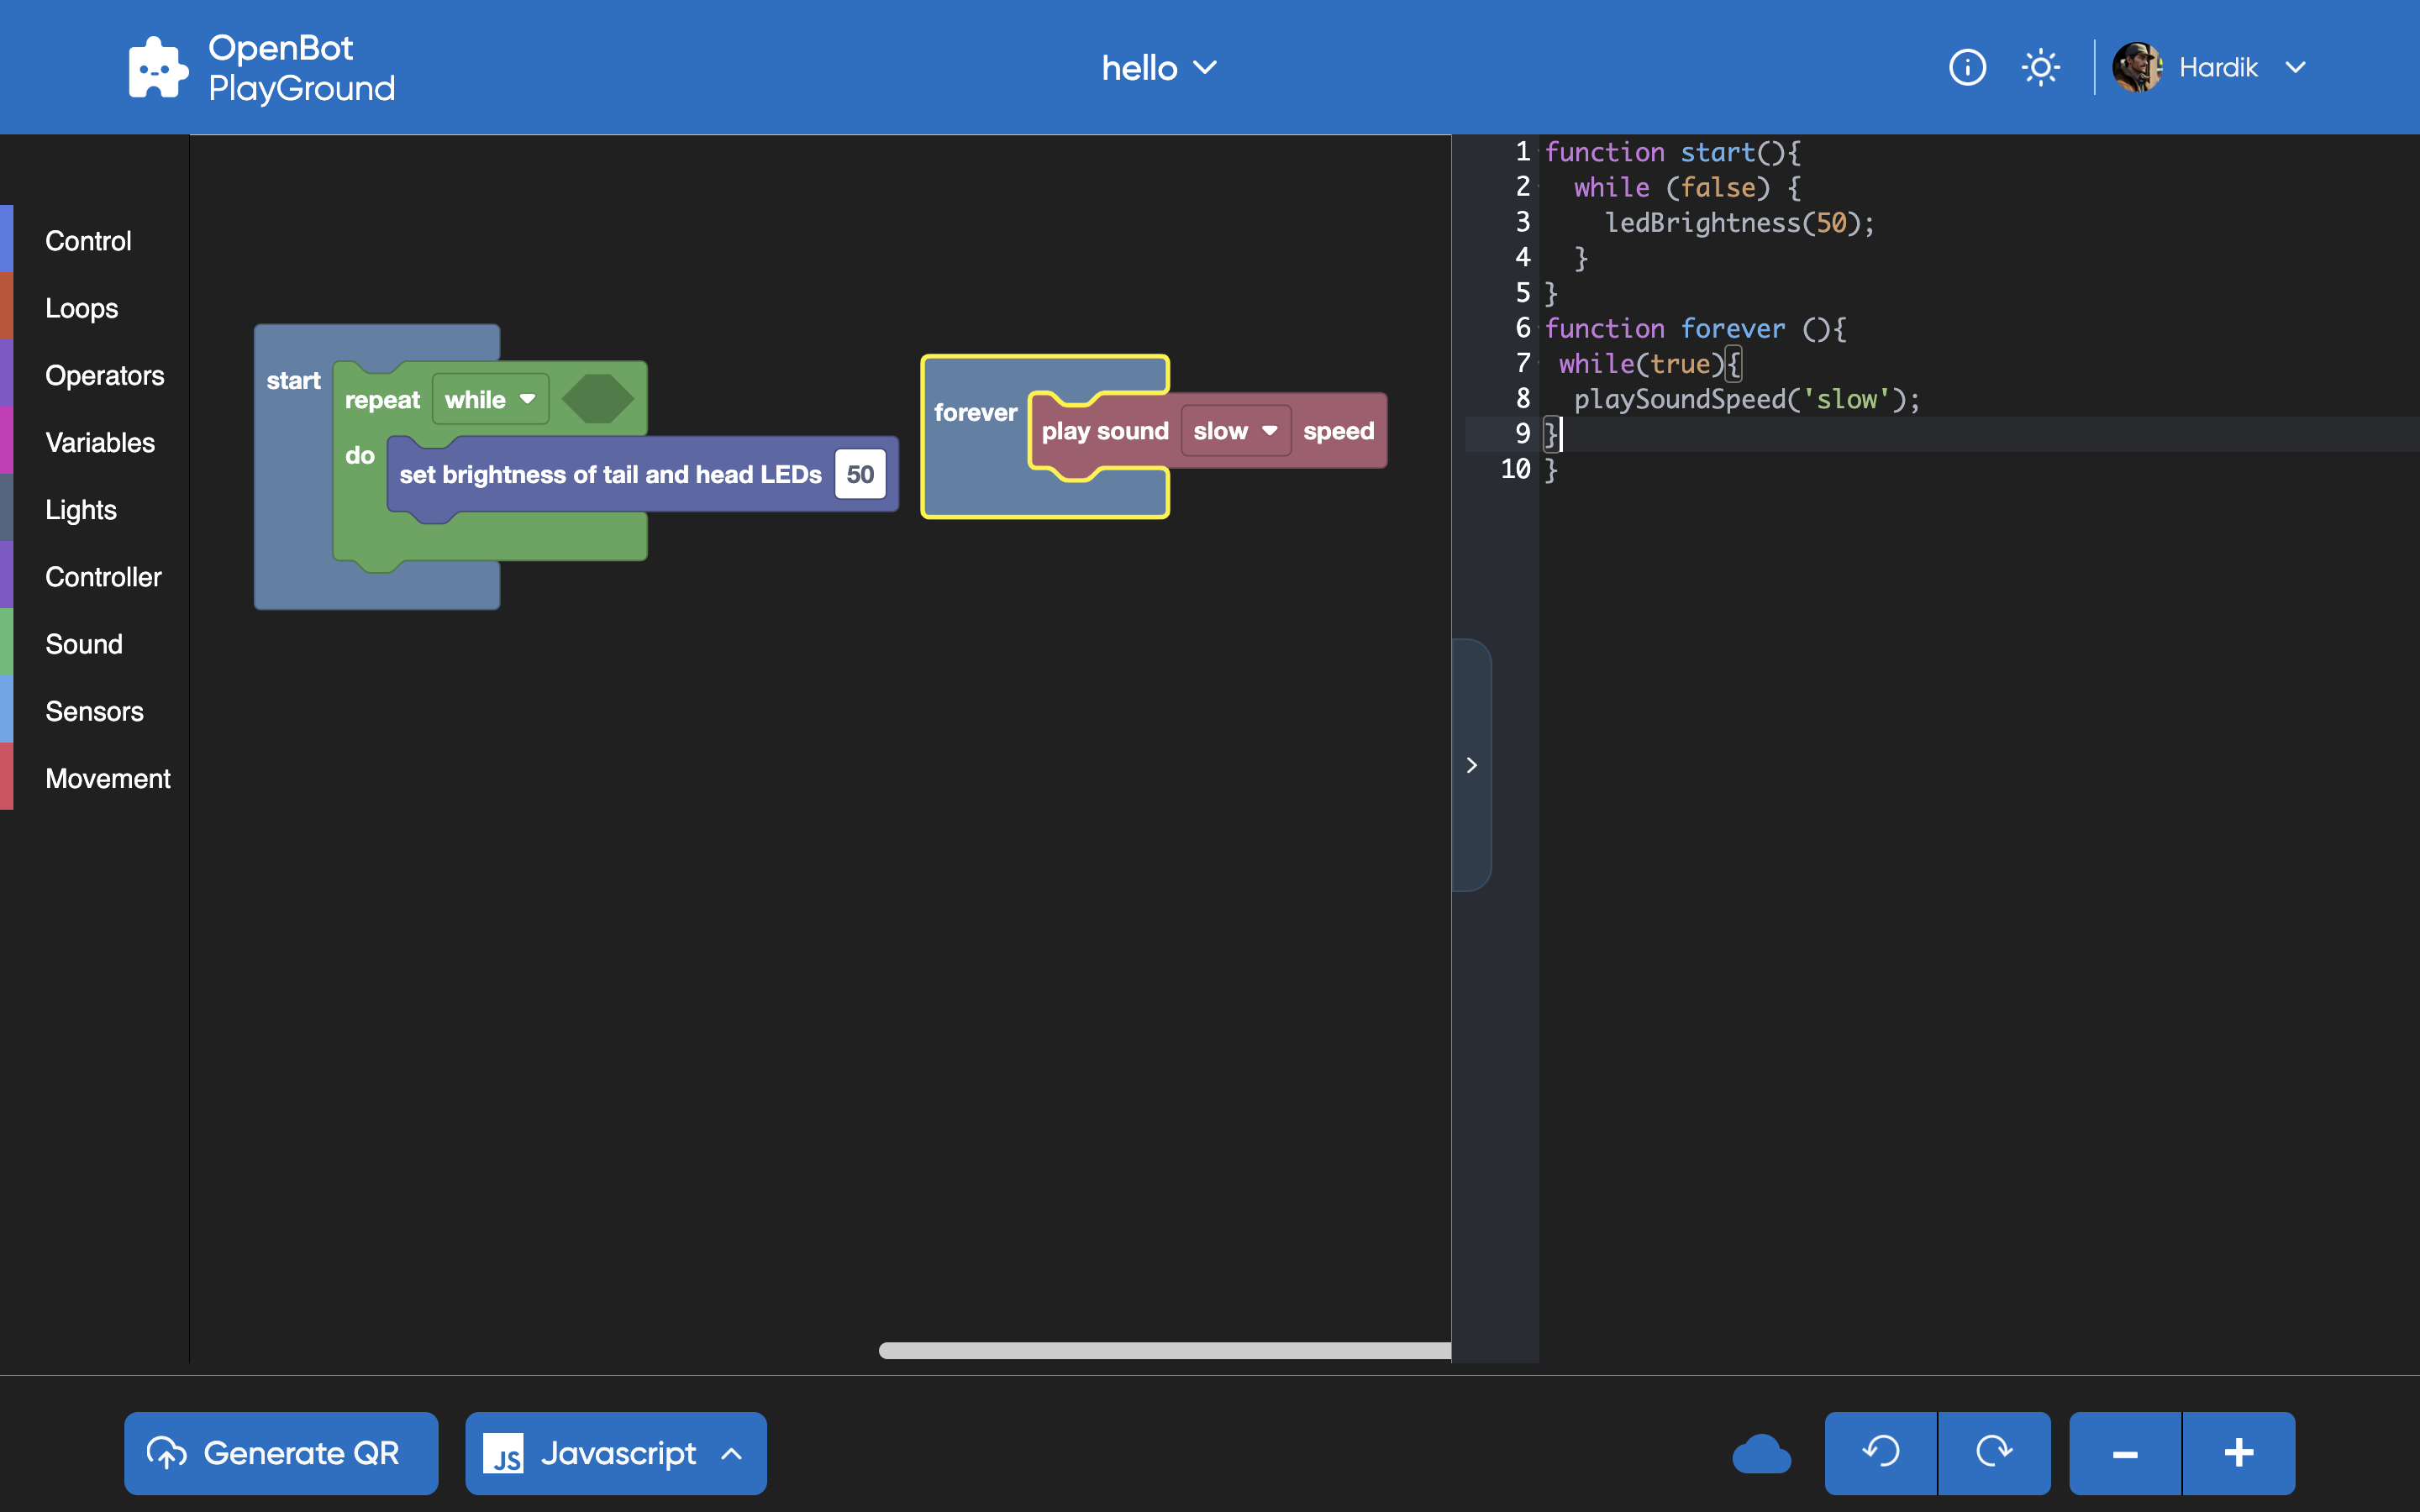 OpenBot
PlayGround
hello
Hardik
Control
Loops
Operators
Variables
Lights
Controller
Sound
Sensors
Movement
start
repeat while
do
set brightness of tail and head LEDs 50
forever
play sound slow speed
1 function start(){
2   while (false) {
3     ledBrightness(50);
4   }
5 }
6 function forever (){
7  while(true){
8   playSoundSpeed('slow');
9 }
10 }
Generate QR
JS Javascript